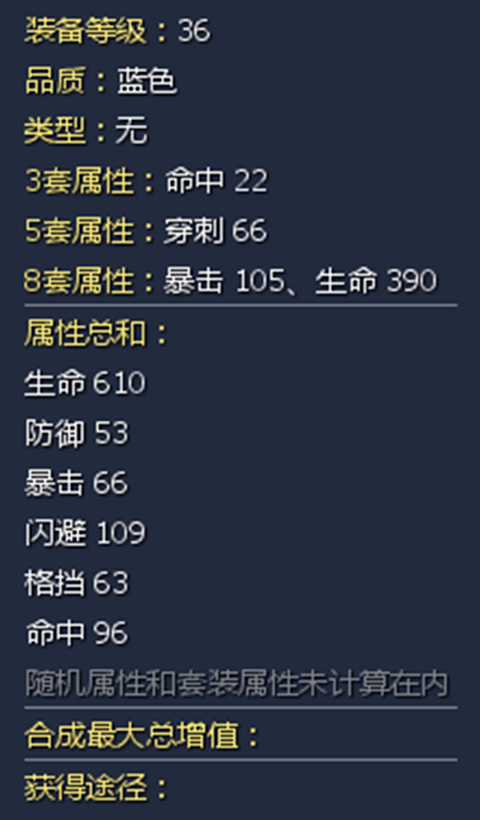 装备等级：36
品质：蓝色
类型：无
3套属性：命中 22
5套属性：穿刺 66
8套属性：暴击 105、生命 390
属性总和：
生命 610
防御 53
暴击 66
闪避 109
格挡 63
命中 96
随机属性和套装属性未计算在内
合成最大总增值：
获得途径：